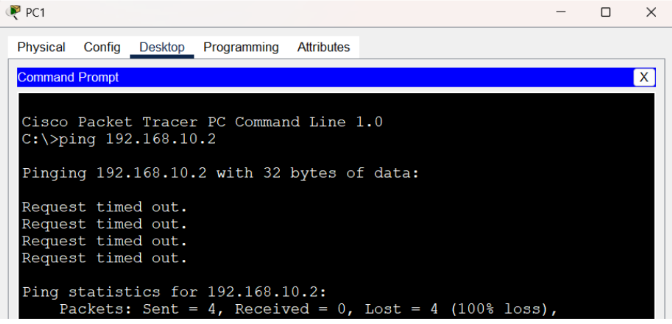 PC1
Physical Config Desktop Programming Attributes
Command Prompt X
Cisco Packet Tracer PC Command Line 1.0
C:\>ping 192.168.10.2
Pinging 192.168.10.2 with 32 bytes of data:
Request timed out.
Request timed out.
Request timed out.
Request timed out.
Ping statistics for 192.168.10.2:
Packets: Sent = 4, Received = 0, Lost = 4 (100% loss),